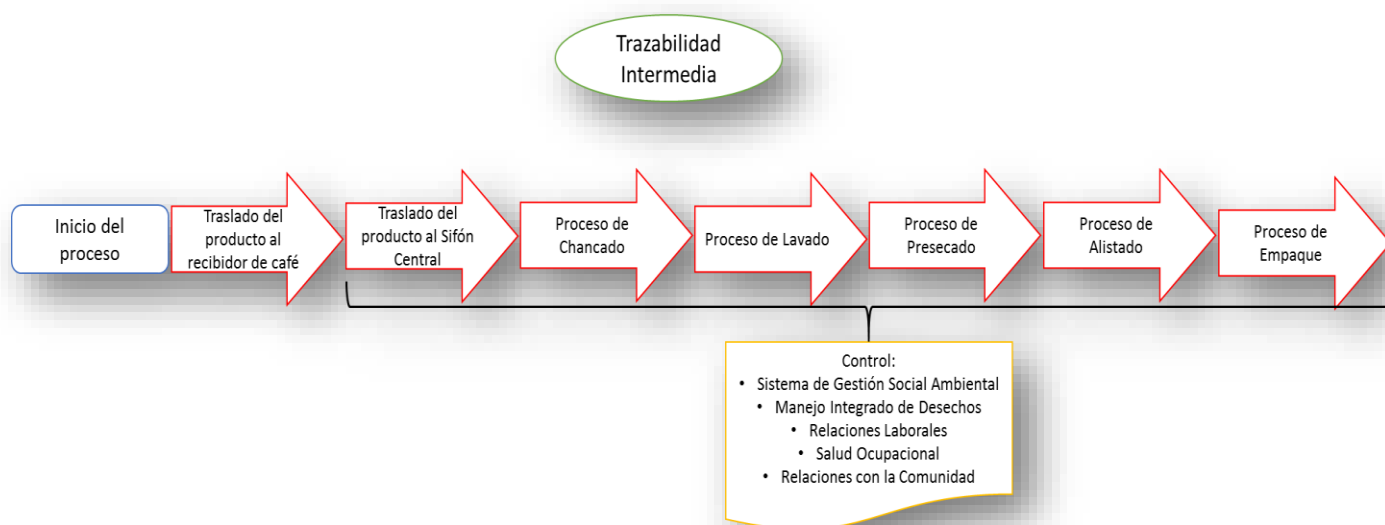 Trazabilidad
Intermedia
Inicio del
proceso
Traslado del
producto al
recibidor de café
Traslado del
producto al Sifón
Central
Proceso de
Chancado
Proceso de Lavado
Proceso de
Presecado
Proceso de
Alistado
Proceso de
Empaque
Control:
• Sistema de Gestión Social Ambiental
• Manejo Integrado de Desechos
• Relaciones Laborales
• Salud Ocupacional
• Relaciones con la Comunidad